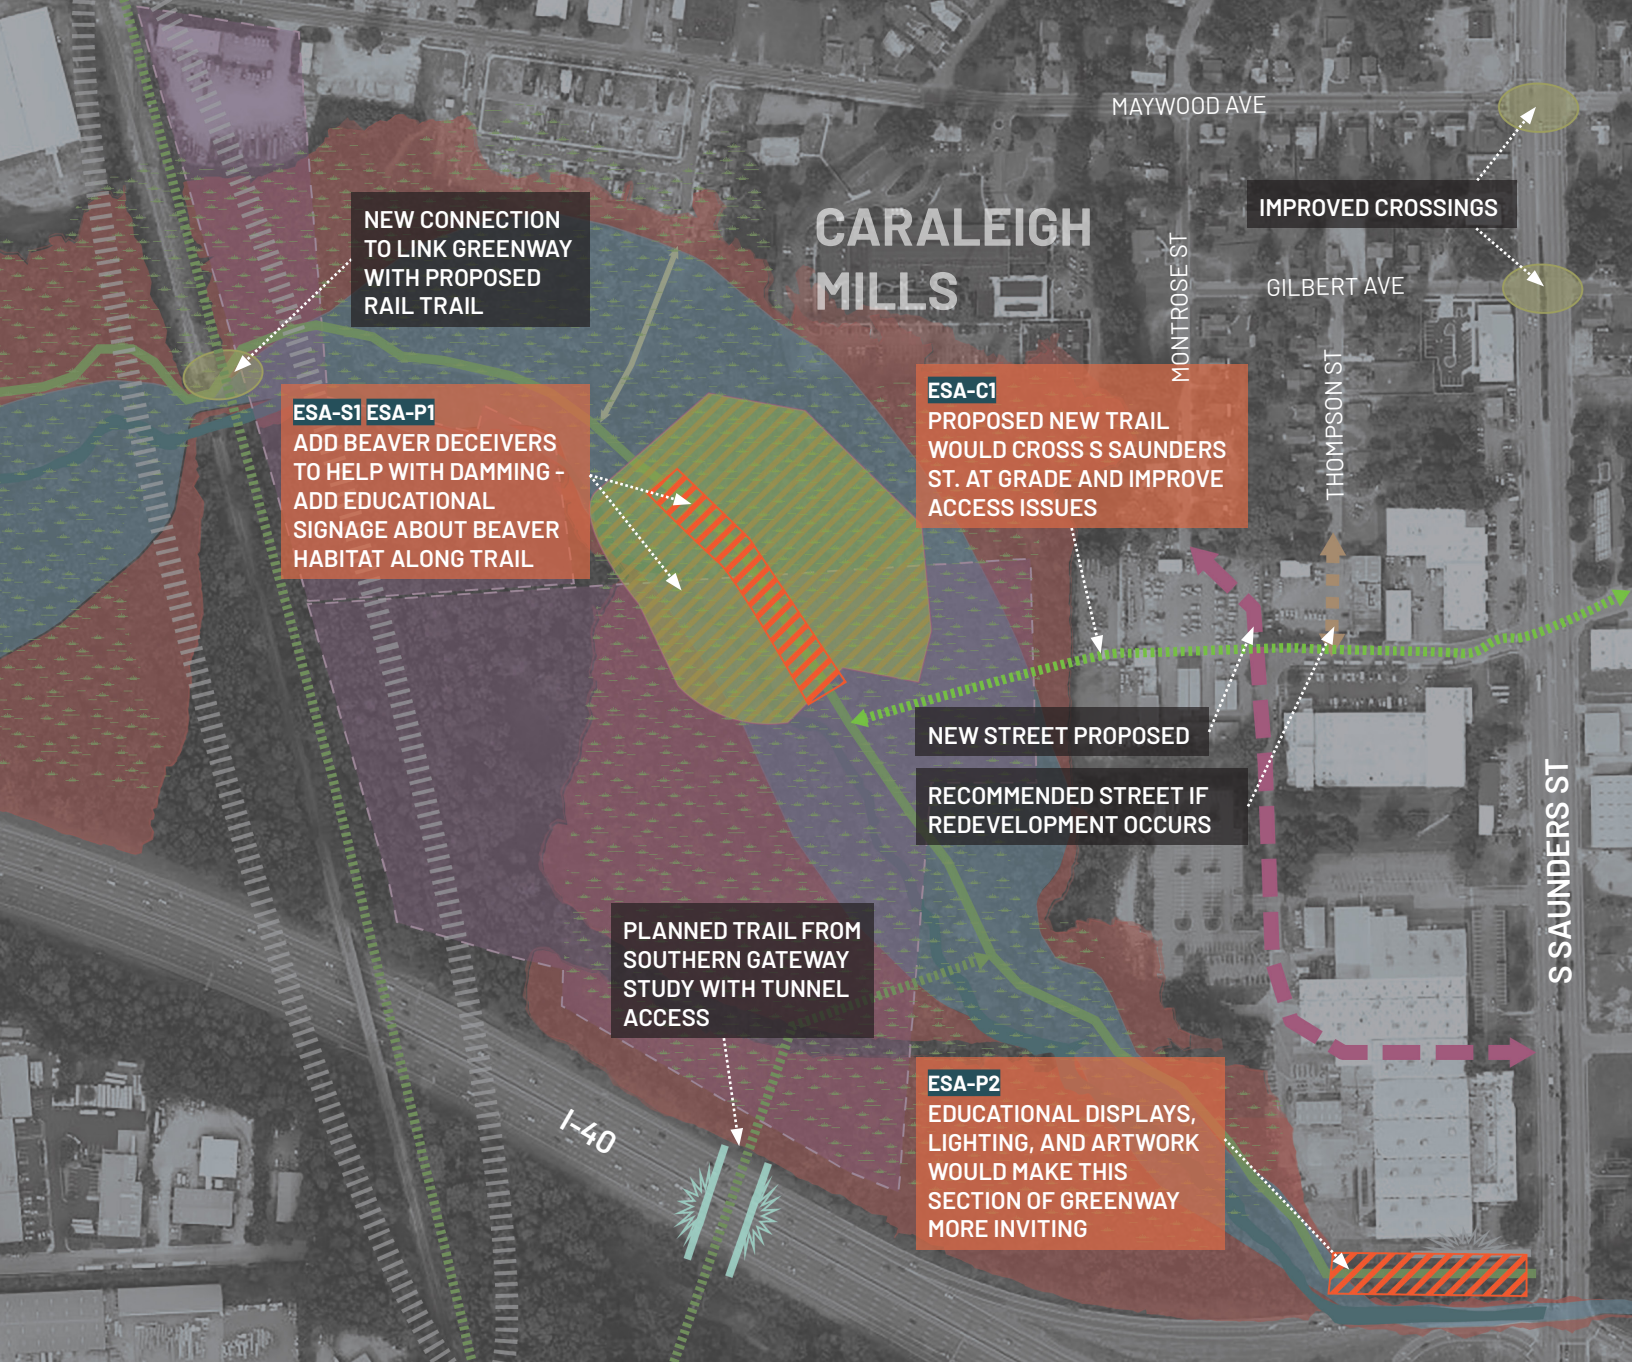 MAYWOOD AVE
NEW CONNECTION
TO LINK GREENWAY
WITH PROPOSED
RAIL TRAIL
CARALEIGH
MILLS
IMPROVED CROSSINGS
MONTROSE ST
GILBERT AVE
THOMPSON ST
ESA-S1 ESA-P1
ADD BEAVER DECEIVERS
TO HELP WITH DAMMING -
ADD EDUCATIONAL
SIGNAGE ABOUT BEAVER
HABITAT ALONG TRAIL
ESA-C1
PROPOSED NEW TRAIL
WOULD CROSS S SAUNDERS
ST. AT GRADE AND IMPROVE
ACCESS ISSUES
NEW STREET PROPOSED
RECOMMENDED STREET IF
REDEVELOPMENT OCCURS
S SAUNDERS ST
PLANNED TRAIL FROM
SOUTHERN GATEWAY
STUDY WITH TUNNEL
ACCESS
I-40
ESA-P2
EDUCATIONAL DISPLAYS,
LIGHTING, AND ARTWORK
WOULD MAKE THIS
SECTION OF GREENWAY
MORE INVITING